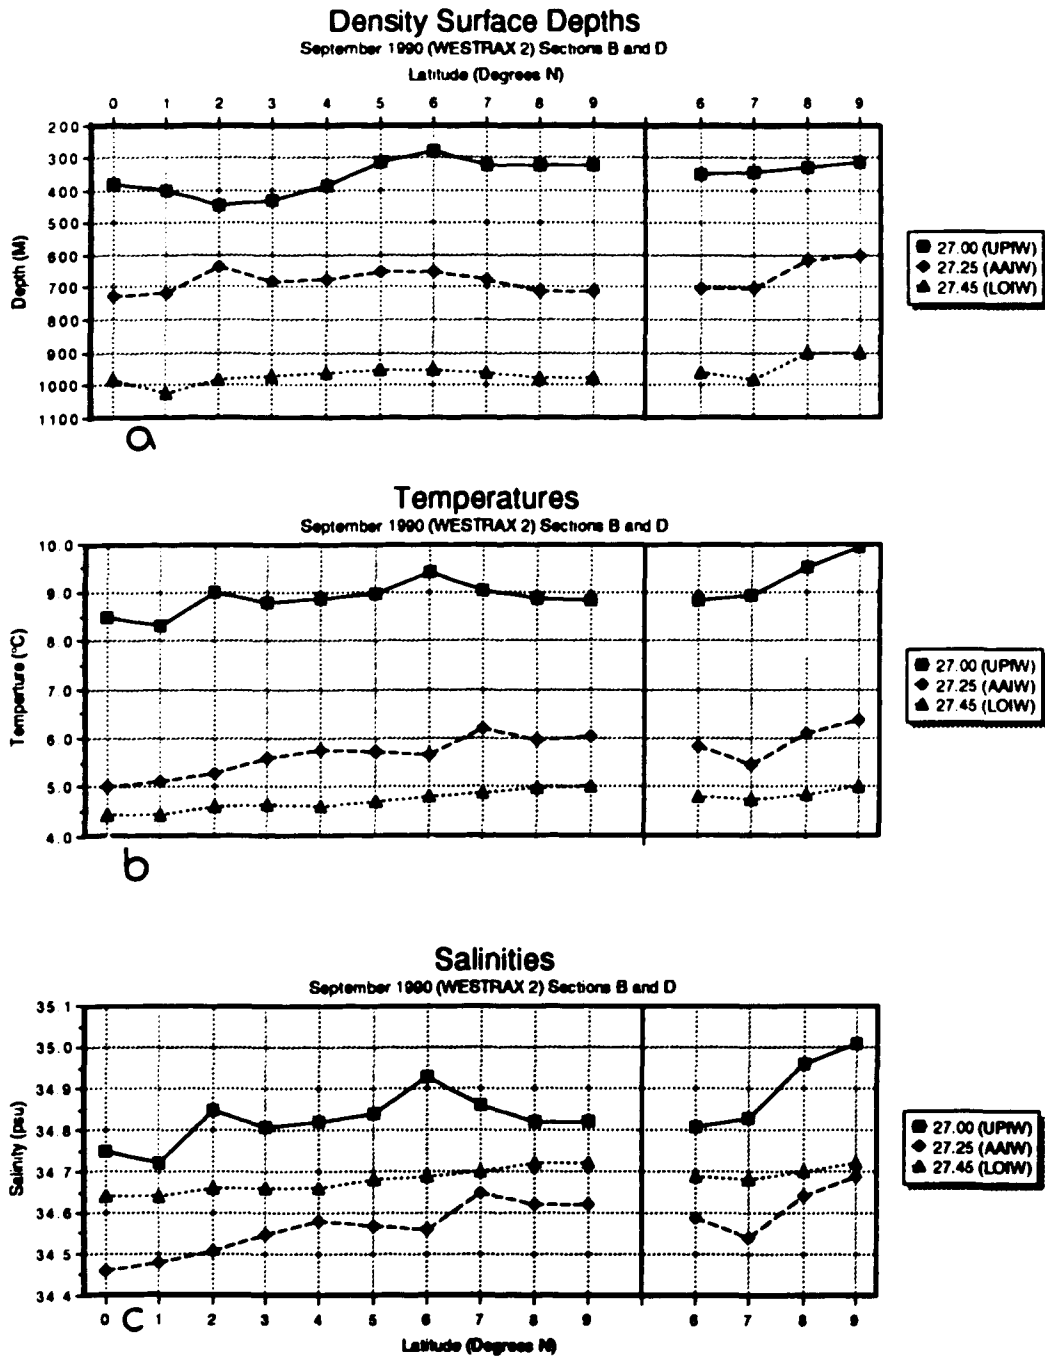 Density Surface Depths
September 1990 (WESTRAX 2) Sections B and D
Latitude (Degrees N)
0 1 2 3 4 5 6 7 8 9 6 7 8 9
200
300
400
500
600
700
800
900
1000
1100
Depth (M)
27.00 (UPIW)
27.25 (AAIW)
27.45 (LOIW)
a
Temperatures
September 1990 (WESTRAX 2) Sections B and D
10.0
9.0
8.0
7.0
6.0
5.0
4.0
Temperture (°C)
27.00 (UPIW)
27.25 (AAIW)
27.45 (LOIW)
b
Salinities
September 1990 (WESTRAX 2) Sections B and D
35.1
35.0
34.9
34.8
34.7
34.6
34.5
34.4
Salinity (psu)
27.00 (UPIW)
27.25 (AAIW)
27.45 (LOIW)
0 1 2 3 4 5 6 7 8 9 6 7 8 9
c
Latitude (Degrees N)